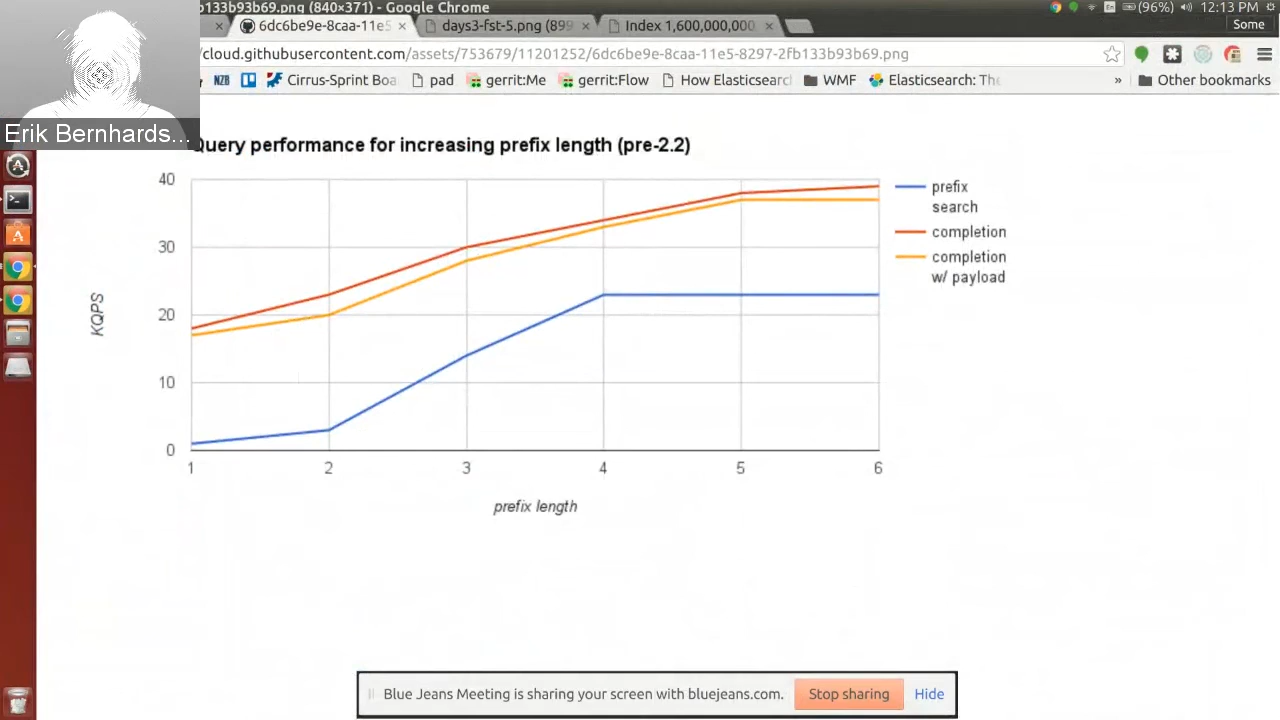 b133b93b69.png (840×371) - Google Chrome
(96%) 12:13 PM
6dc6be9e-8caa-11e5
days3-fst-5.png (899
Index 1,600,000,000
Some
/cloud.githubusercontent.com/assets/753679/11201252/6dc6be9e-8caa-11e5-8297-2fb133b93b69.png
NZB
Cirrus-Sprint Boa
pad
gerrit:Me
gerrit:Flow
How Elasticsearc
WMF
Elasticsearch: The
»
Other bookmarks
Erik Bernhards...
Query performance for increasing prefix length (pre-2.2)
40
30
20
10
0
KQPS
1 2 3 4 5 6
prefix length
prefix
search
completion
completion
w/ payload
Blue Jeans Meeting is sharing your screen with bluejeans.com.
Stop sharing
Hide